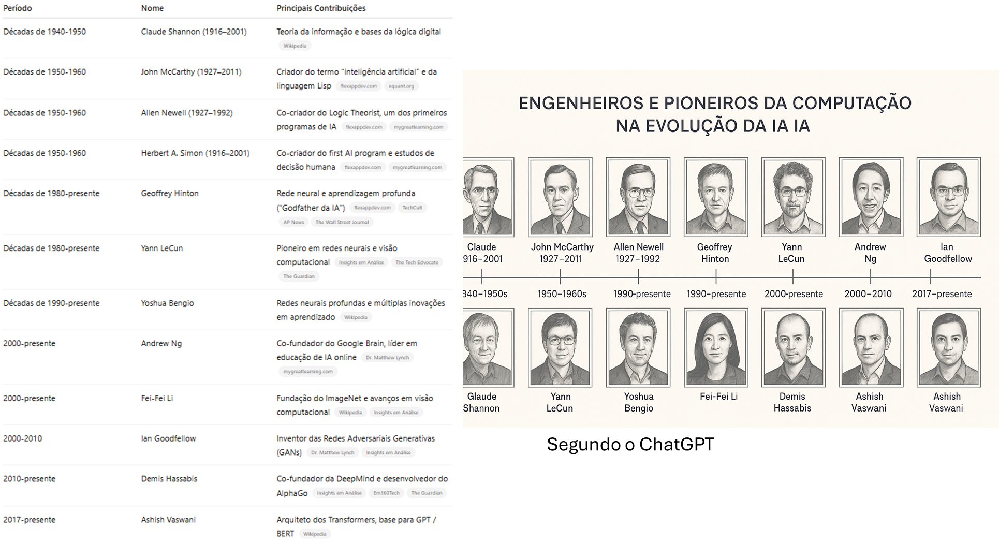 Período Nome Principais Contribuições
Décadas de 1940-1950 Claude Shannon (1916–2001) Teoria da informação e bases da lógica digital
Wikipedia
Décadas de 1950-1960 John McCarthy (1927–2011) Criador do termo “inteligência artificial” e da
linguagem Lisp flexappdev.com equant.org
Décadas de 1950-1960 Allen Newell (1927–1992) Co-criador do Logic Theorist, um dos primeiros
programas de IA flexappdev.com mygreatlearning.com
Décadas de 1950-1960 Herbert A. Simon (1916–2001) Co-criador do first AI program e estudos de
decisão humana flexappdev.com mygreatlearning.com
Décadas de 1980-presente Geoffrey Hinton Rede neural e aprendizagem profunda
(“Godfather da IA”) flexappdev.com TechCult
AP News The Wall Street Journal
Décadas de 1980-presente Yann LeCun Pioneiro em redes neurais e visão
computacional Insights em Análise The Tech Edvocate
The Guardian
Décadas de 1990-presente Yoshua Bengio Redes neurais profundas e múltiplas inovações
em aprendizado Wikipedia
2000-presente Andrew Ng Co-fundador do Google Brain, líder em
educação de IA online Dr. Matthew Lynch
mygreatlearning.com
2000-presente Fei-Fei Li Fundação do ImageNet e avanços em visão
computacional Wikipedia Insights em Análise
2000-2010 Ian Goodfellow Inventor das Redes Adversariais Generativas
(GANs) Dr. Matthew Lynch Insights em Análise
2010-presente Demis Hassabis Co-fundador da DeepMind e desenvolvedor do
AlphaGo Insights em Análise Em360Tech The Guardian
2017-presente Ashish Vaswani Arquiteto dos Transformers, base para GPT /
BERT Wikipedia
ENGENHEIROS E PIONEIROS DA COMPUTAÇÃO
NA EVOLUÇÃO DA IA IA
Claude John McCarthy Allen Newell Geoffrey Yann Andrew Ian
916–2001 1927–2011 1927–1992 Hinton LeCun Ng Goodfellow
840–1950s 1950–1960s 1990-presente 1990-presente 2000-presente 2000–2010 2017–presente
Glaude Yann Yoshua Fei-Fei Li Demis Ashish Ashish
Shannon LeCun Bengio Hassabis Vaswani Vaswani
Segundo o ChatGPT